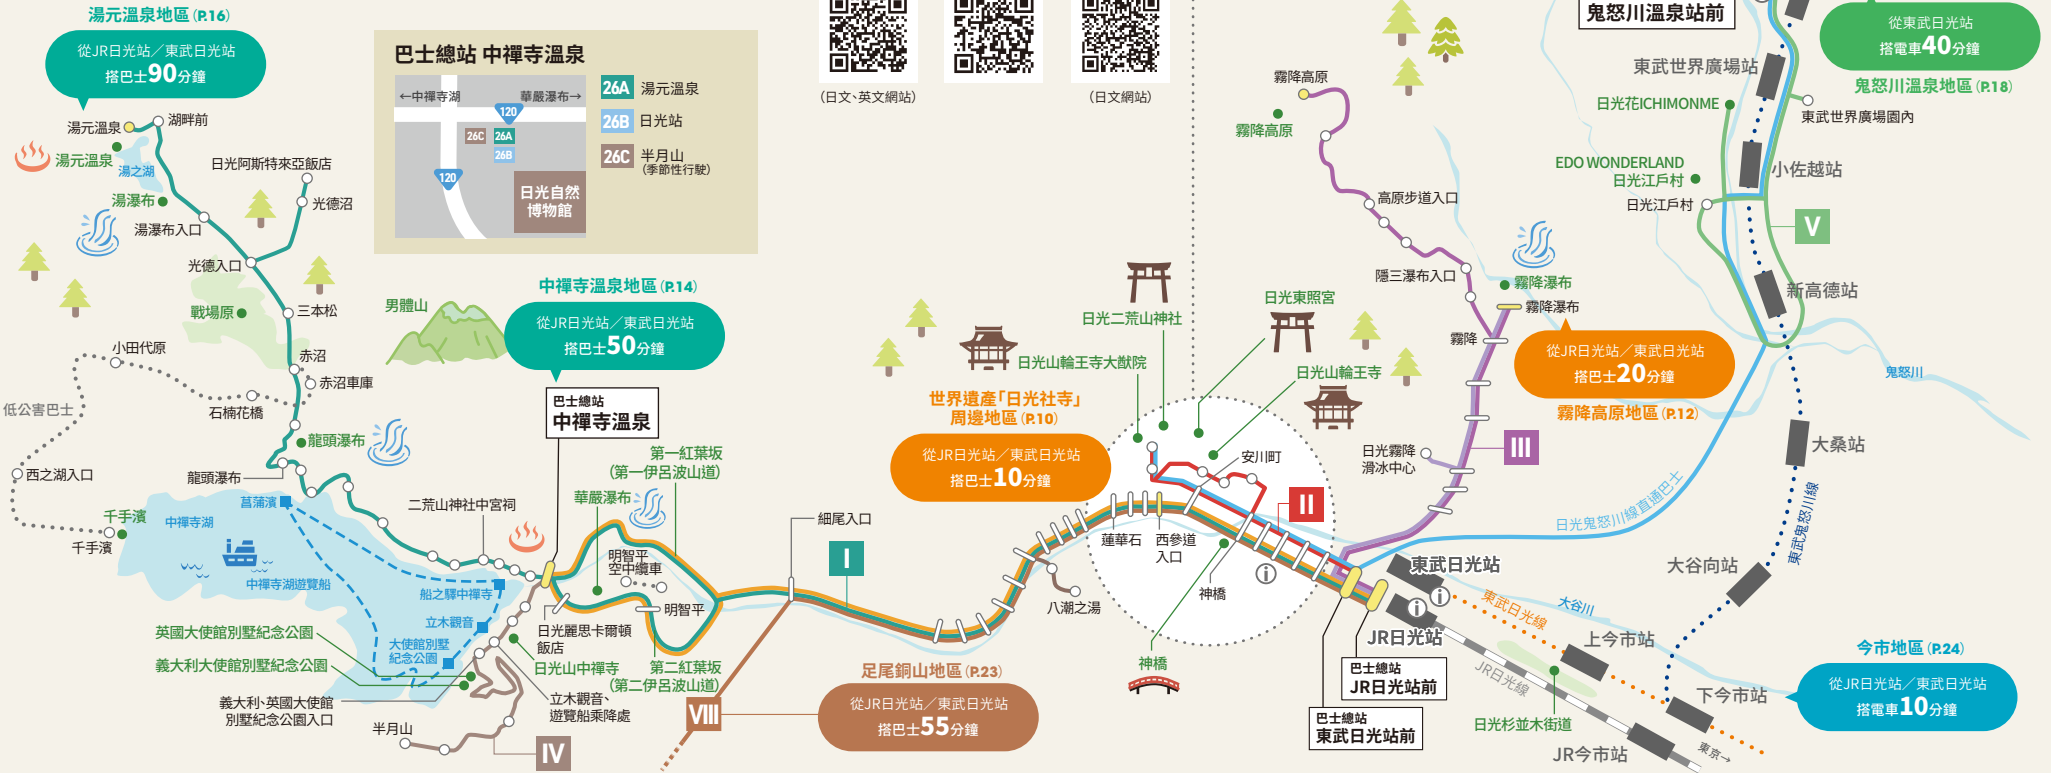 湯元溫泉地區(P.16)
從JR日光站／東武日光站
搭巴士90分鐘
湯元溫泉
湖畔前
湯元溫泉
湯之湖
日光阿斯特來亞飯店
光德沼
湯瀑布
湯瀑布入口
光德入口
戰場原
三本松
小田代原
赤沼
赤沼車庫
石楠花橋
低公害巴士
龍頭瀑布
西之湖入口
龍頭瀑布
菖蒲濱
中禪寺湖
千手濱
千手濱
中禪寺湖遊覽船
二荒山神社中宮祠
船之驛中禪寺
立木觀音
大使館別墅
紀念公園
英國大使館別墅紀念公園
義大利大使館別墅紀念公園
義大利、英國大使館
別墅紀念公園入口
半月山
IV
巴士總站 中禪寺溫泉
←中禪寺湖
華嚴瀑布→
120
26C
26A
26B
120
日光自然
博物館
26A 湯元溫泉
26B 日光站
26C 半月山
(季節性行駛)
男體山
中禪寺溫泉地區(P.14)
從JR日光站／東武日光站
搭巴士50分鐘
巴士總站
中禪寺溫泉
第一紅葉坂
(第一伊呂波山道)
華嚴瀑布
明智平
空中纜車
明智平
日光麗思卡爾頓
飯店
日光山中禪寺
第二紅葉坂
(第二伊呂波山道)
立木觀音、
遊覽船乘降處
VIII
細尾入口
I
足尾銅山地區(P.23)
從JR日光站／東武日光站
搭巴士55分鐘
(日文、英文網站)
(日文網站)
世界遺產「日光社寺」
周邊地區(P.10)
從JR日光站／東武日光站
搭巴士10分鐘
日光二荒山神社
日光東照宮
日光山輪王寺大猷院
日光山輪王寺
安川町
II
蓮華石
西參道
入口
神橋
八潮之湯
神橋
霧降高原
霧降高原
高原步道入口
隱三瀑布入口
霧降瀑布
霧降瀑布
霧降
從JR日光站／東武日光站
搭巴士20分鐘
霧降高原地區(P.12)
日光霧降
滑冰中心
III
日光鬼怒川線直通巴士
東武日光站
JR日光站
巴士總站
JR日光站前
巴士總站
東武日光站前
東武日光線
JR日光線
大谷川
上今市站
下今市站
日光杉並木街道
JR今市站
東京→
今市地區(P.24)
從JR日光站／東武日光站
搭電車10分鐘
大谷向站
東武鬼怒川線
大桑站
鬼怒川
新高德站
V
小佐越站
日光江戶村
EDO WONDERLAND
日光江戶村
日光花ICHIMONME
東武世界廣場站
東武世界廣場園內
鬼怒川溫泉站前
從東武日光站
搭電車40分鐘
鬼怒川溫泉地區(P.18)